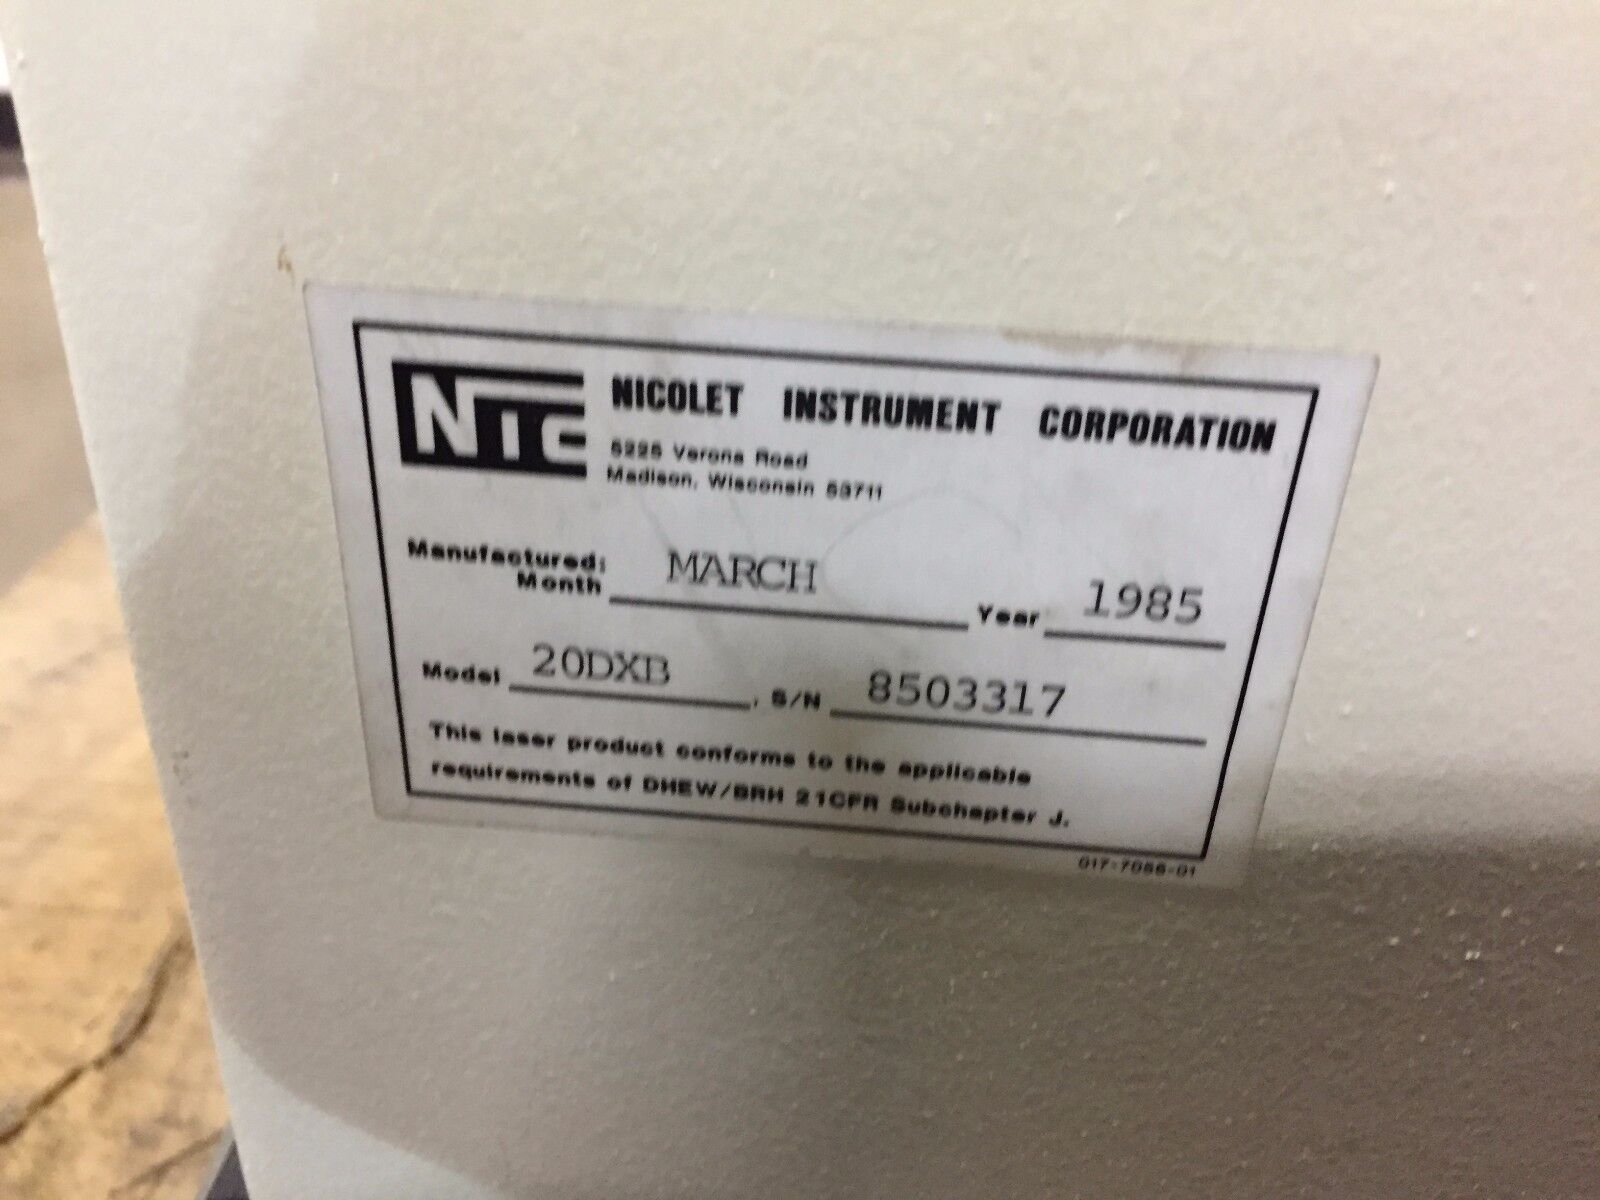 NIC
NICOLET INSTRUMENT CORPORATION
5225 Verona Road
Madison, Wisconsin 53711
Manufactured:
Month MARCH Year 1985
Model 20DXB, S/N 8503317
This laser product conforms to the applicable
requirements of DHEW/BRH 21CFR Subchapter J.
017-7056-01